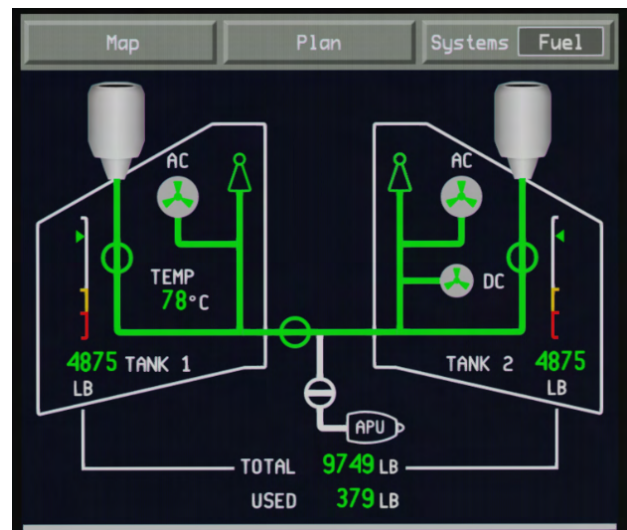 Map
Plan
Systems Fuel
AC
AC
TEMP
78°C
DC
4875 TANK 1
LB
TANK 2 4875
LB
APU
TOTAL 9749 LB
USED 379 LB